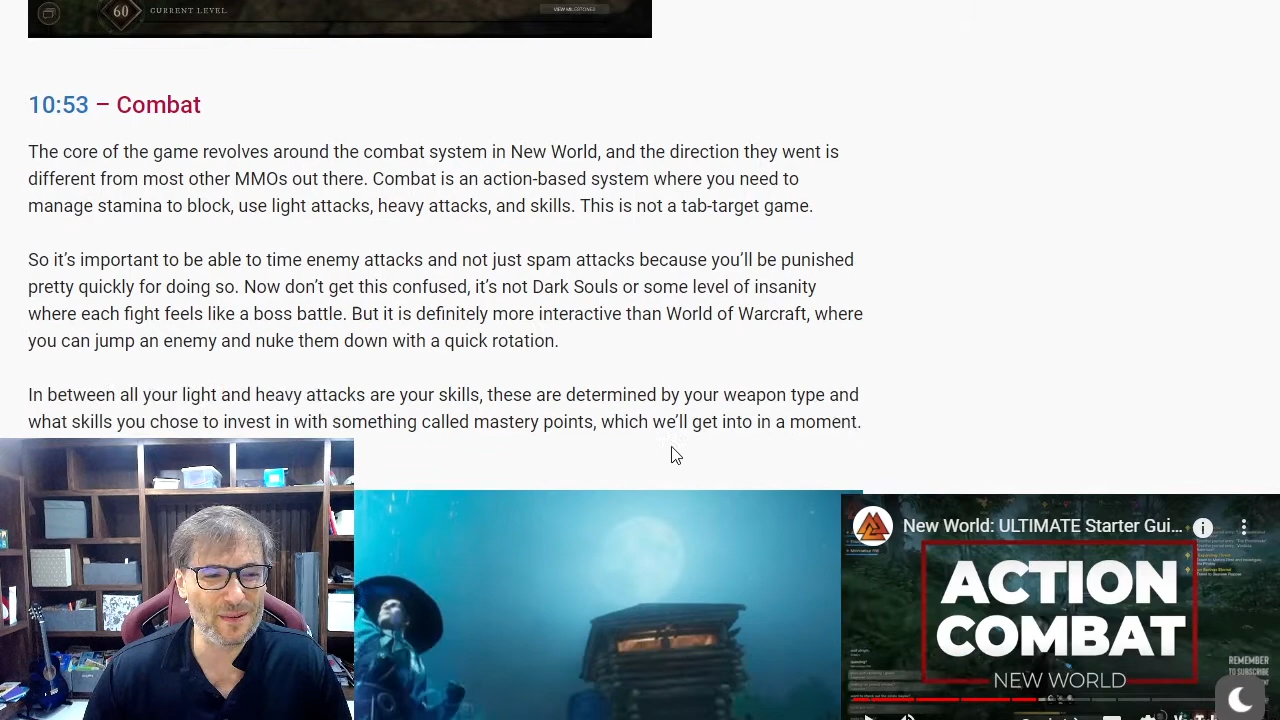 60 CURRENT LEVEL
VIEW MILESTONES
10:53 – Combat
The core of the game revolves around the combat system in New World, and the direction they went is
different from most other MMOs out there. Combat is an action-based system where you need to
manage stamina to block, use light attacks, heavy attacks, and skills. This is not a tab-target game.
So it’s important to be able to time enemy attacks and not just spam attacks because you’ll be punished
pretty quickly for doing so. Now don’t get this confused, it’s not Dark Souls or some level of insanity
where each fight feels like a boss battle. But it is definitely more interactive than World of Warcraft, where
you can jump an enemy and nuke them down with a quick rotation.
In between all your light and heavy attacks are your skills, these are determined by your weapon type and
what skills you chose to invest in with something called mastery points, which we’ll get into in a moment.
New World: ULTIMATE Starter Gui...
ACTION
COMBAT
NEW WORLD
REMEMBER
TO SUBSCRIBE